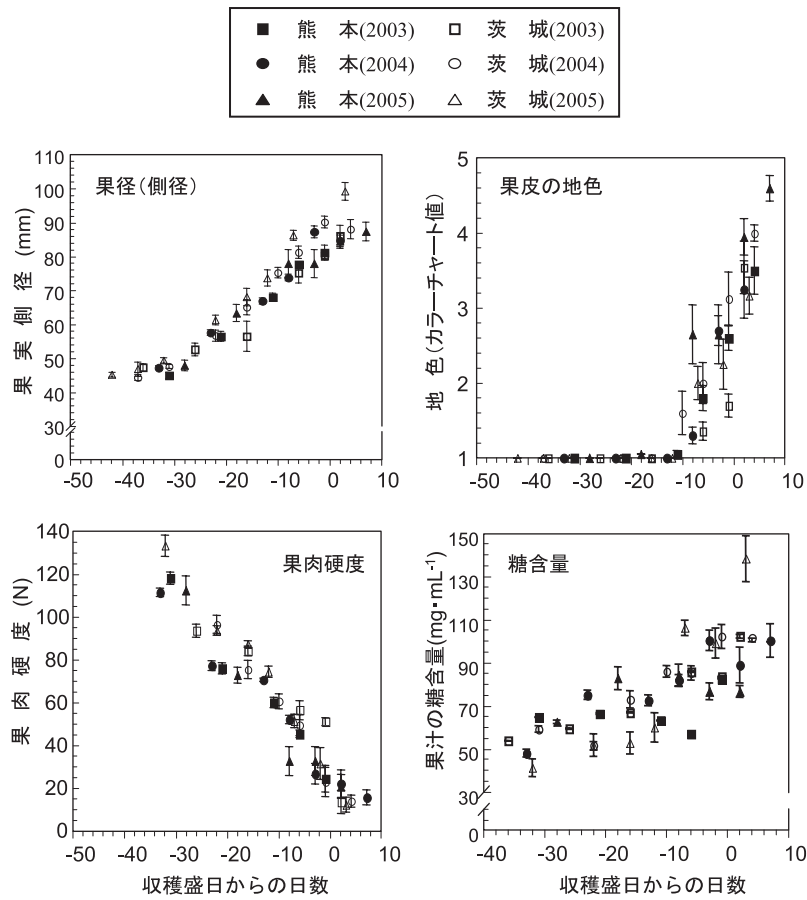 熊 本(2003) 茨 城(2003)
熊 本(2004) 茨 城(2004)
熊 本(2005) 茨 城(2005)
果径(側径)
果実側径 (mm)
110
100
90
80
70
60
50
40
30
0
-50 -40 -30 -20 -10 0 10
果皮の地色
地 色(カラーチャート値)
5
4
3
2
1
-50 -40 -30 -20 -10 0 10
果肉硬度
果肉硬度 (N)
140
120
100
80
60
40
20
0
-50 -40 -30 -20 -10 0 10
収穫盛日からの日数
糖含量
果汁の糖含量(mg・mL-1)
150
130
110
90
70
50
30
0
-40 -30 -20 -10 0 10
収穫盛日からの日数